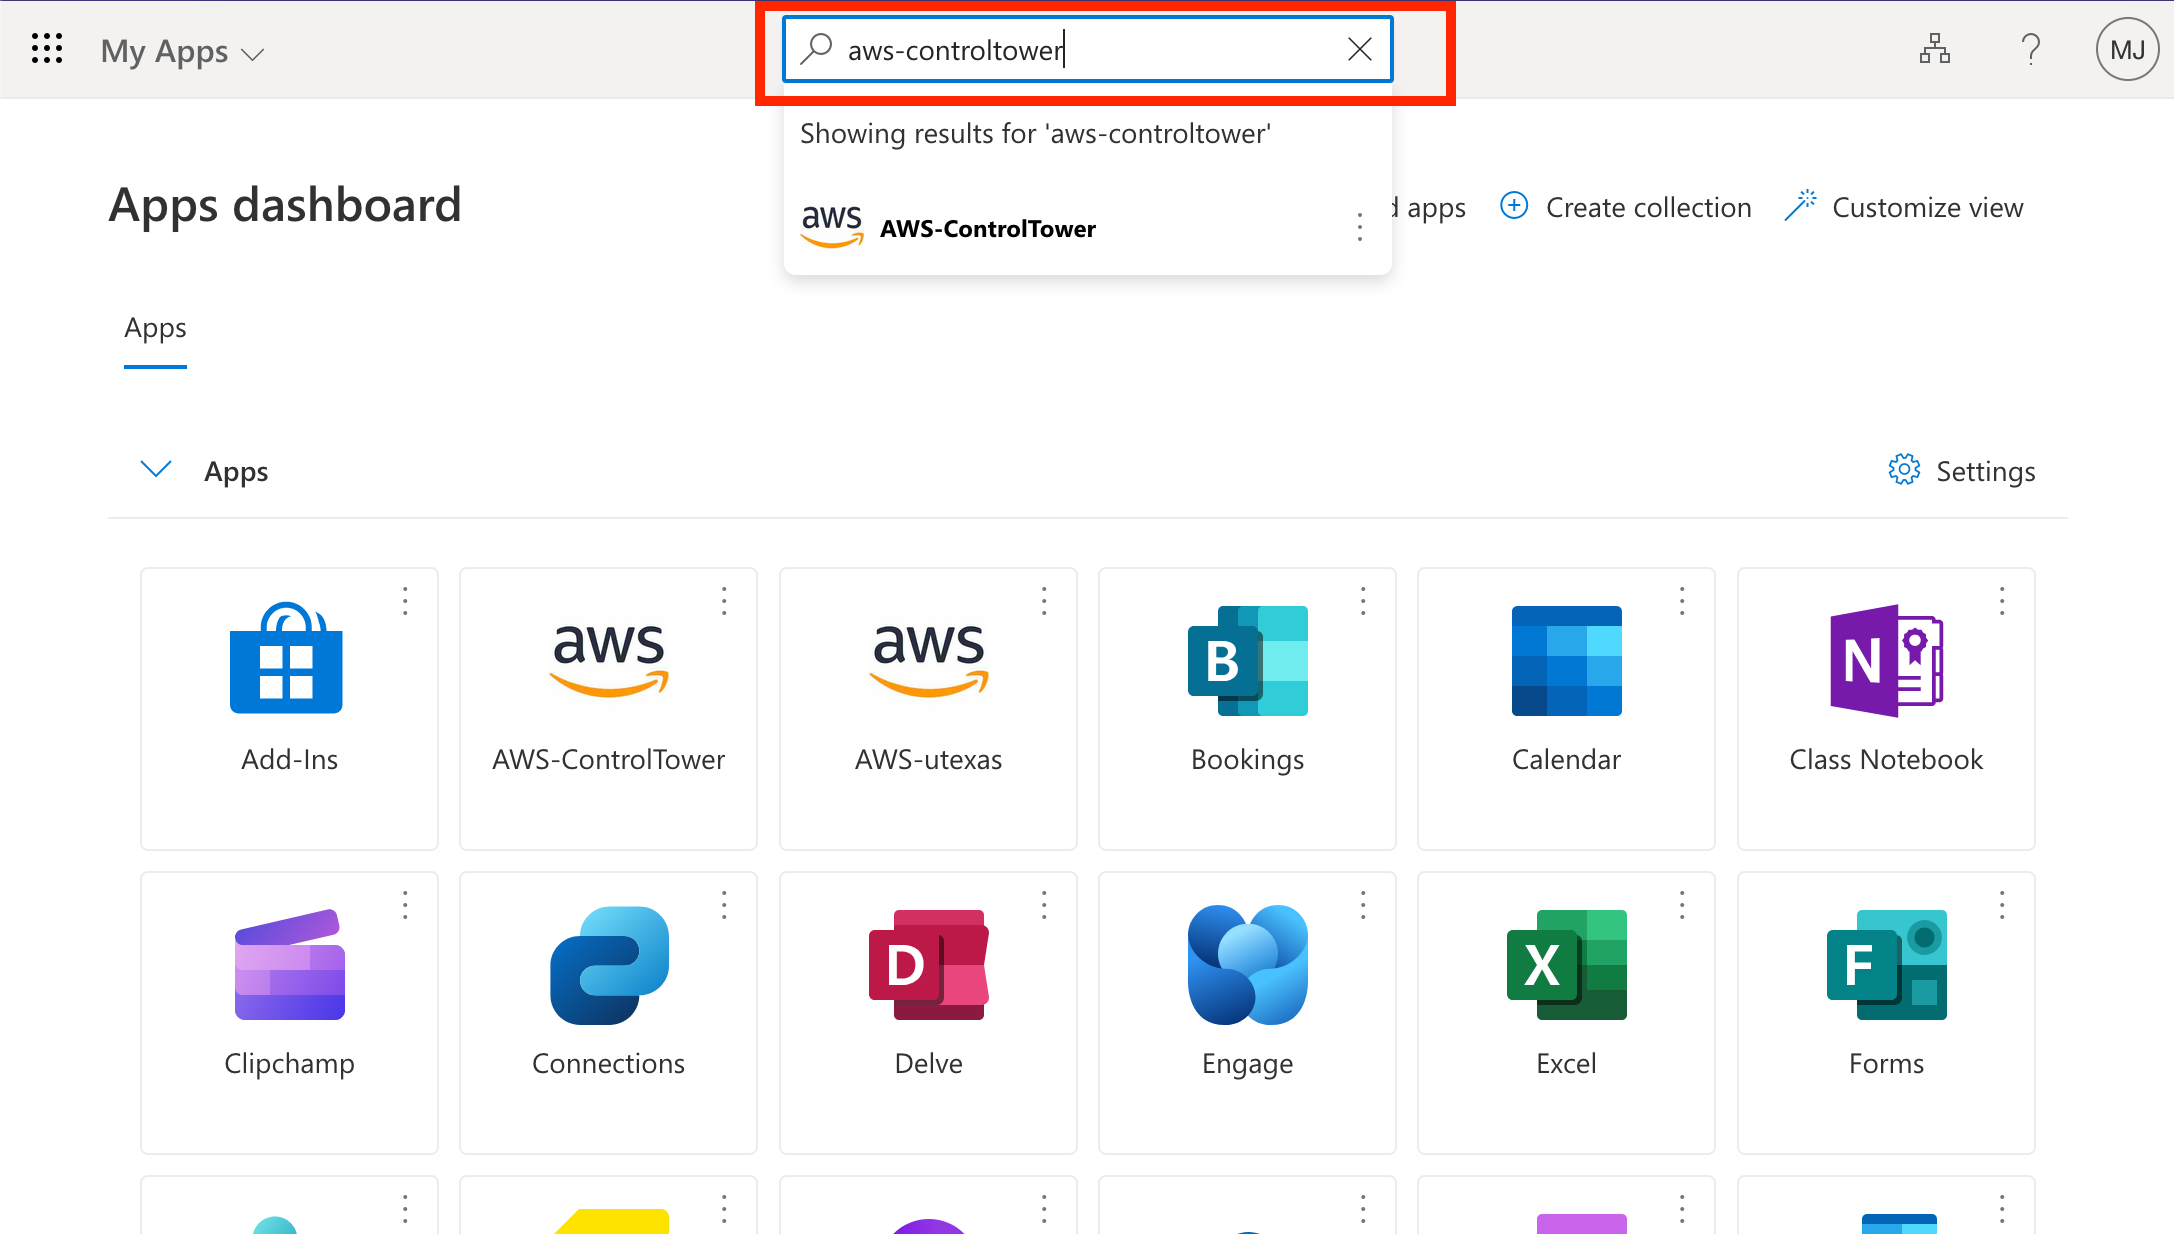 My Apps
aws-controltower
MJ
Showing results for 'aws-controltower'
Apps dashboard
aws
AWS-ControlTower
apps
Create collection
Customize view
Apps
Apps
Settings
aws
aws
B
N
Add-Ins
AWS-ControlTower
AWS-utexas
Bookings
Calendar
Class Notebook
D
X
F
Clipchamp
Connections
Delve
Engage
Excel
Forms